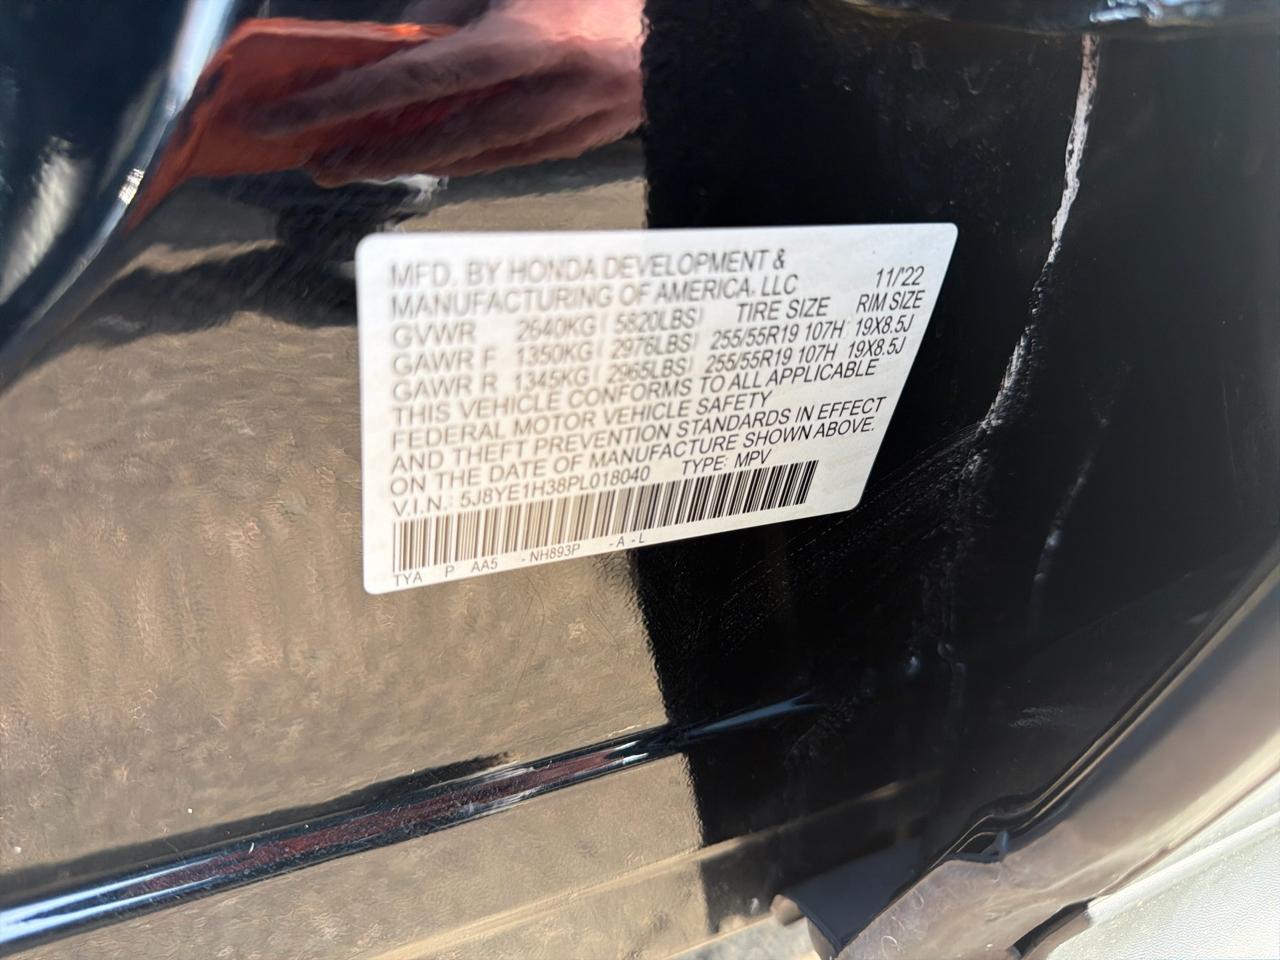 MFD. BY HONDA DEVELOPMENT &
MANUFACTURING OF AMERICA, LLC 11/'22
GVWR 2640KG ( 5820LBS) TIRE SIZE RIM SIZE
GAWR F 1350KG ( 2976LBS) 255/55R19 107H 19X8.5J
GAWR R 1345KG ( 2965LBS) 255/55R19 107H 19X8.5J
THIS VEHICLE CONFORMS TO ALL APPLICABLE
FEDERAL MOTOR VEHICLE SAFETY
AND THEFT PREVENTION STANDARDS IN EFFECT
ON THE DATE OF MANUFACTURE SHOWN ABOVE.
V.I.N.: 5J8YE1H38PL018040 TYPE: MPV
TYA P AA5 - NH893P - A - L